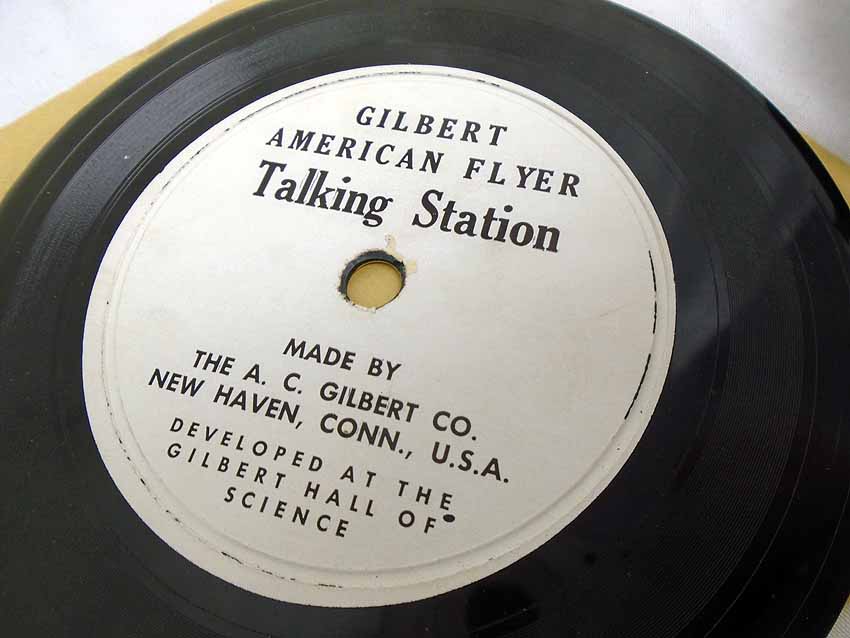 GILBERT
AMERICAN FLYER
Talking Station
MADE BY
THE A. C. GILBERT CO.
NEW HAVEN, CONN., U.S.A.
DEVELOPED AT THE
GILBERT HALL OF
SCIENCE